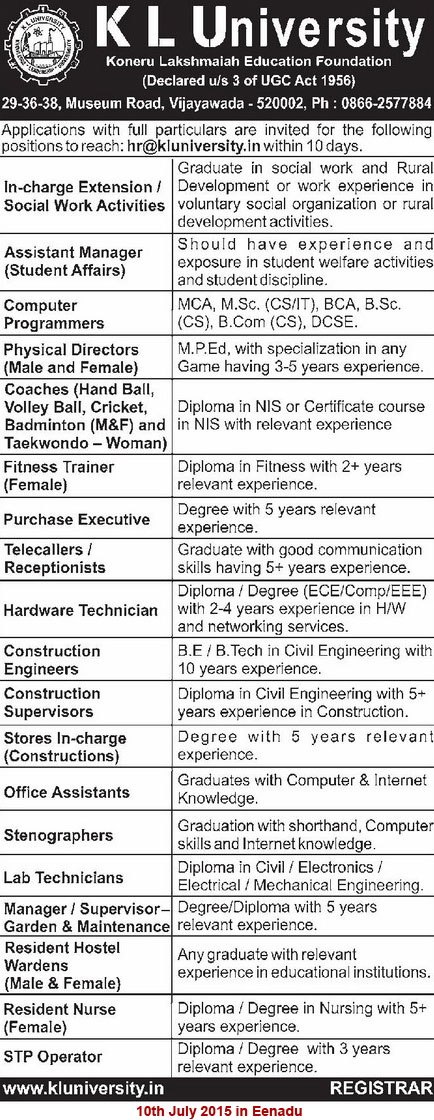 K L University
Koneru Lakshmaiah Education Foundation
(Declared u/s 3 of UGC Act 1956)
29-36-38, Museum Road, Vijayawada - 520002, Ph : 0866-2577884
Applications with full particulars are invited for the following
positions to reach: hr@kluniversity.in within 10 days.
In-charge Extension /
Social Work Activities
Graduate in social work and Rural
Development or work experience in
voluntary social organization or rural
development activities.
Assistant Manager
(Student Affairs)
Should have experience and
exposure in student welfare activities
and student discipline.
Computer
Programmers
MCA, M.Sc. (CS/IT), BCA, B.Sc.
(CS), B.Com (CS), DCSE.
Physical Directors
(Male and Female)
M.P.Ed, with specialization in any
Game having 3-5 years experience.
Coaches (Hand Ball,
Volley Ball, Cricket,
Badminton (M&F) and
Taekwondo – Woman)
Diploma in NIS or Certificate course
in NIS with relevant experience
Fitness Trainer
(Female)
Diploma in Fitness with 2+ years
relevant experience.
Purchase Executive
Degree with 5 years relevant
experience.
Telecallers /
Receptionists
Graduate with good communication
skills having 5+ years experience.
Hardware Technician
Diploma / Degree (ECE/Comp/EEE)
with 2-4 years experience in H/W
and networking services.
Construction
Engineers
B.E / B.Tech in Civil Engineering with
10 years experience.
Construction
Supervisors
Diploma in Civil Engineering with 5+
years experience in Construction.
Stores In-charge
(Constructions)
Degree with 5 years relevant
experience.
Office Assistants
Graduates with Computer & Internet
Knowledge.
Stenographers
Graduation with shorthand, Computer
skills and Internet knowledge.
Lab Technicians
Diploma in Civil / Electronics /
Electrical / Mechanical Engineering.
Manager / Supervisor–
Garden & Maintenance
Degree/Diploma with 5 years
relevant experience.
Resident Hostel
Wardens
(Male & Female)
Any graduate with relevant
experience in educational institutions.
Resident Nurse
(Female)
Diploma / Degree in Nursing with 5+
years experience.
STP Operator
Diploma / Degree with 3 years
relevant experience.
www.kluniversity.in REGISTRAR
10th July 2015 in Eenadu